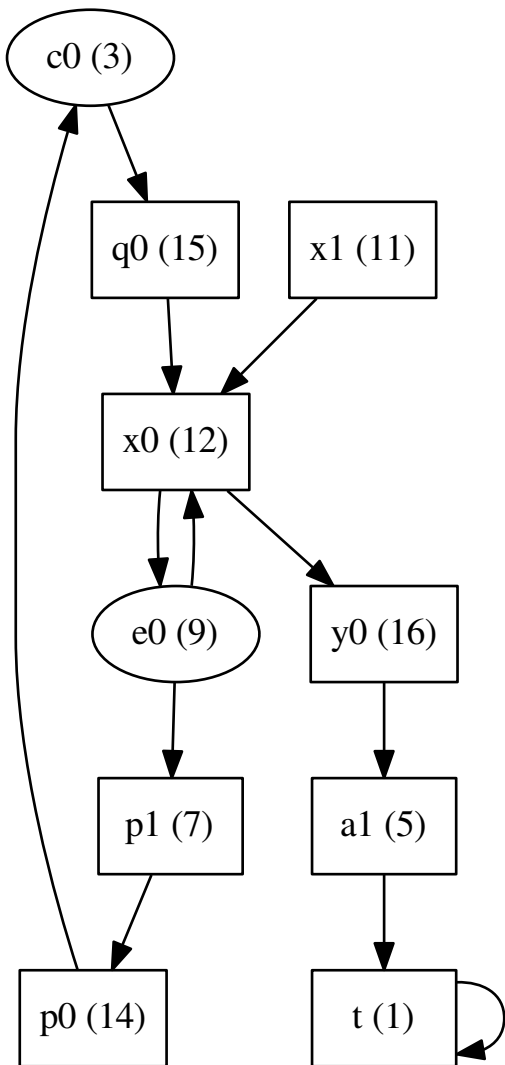 c0 (3)
q0 (15)
x1 (11)
x0 (12)
e0 (9)
y0 (16)
p1 (7)
a1 (5)
p0 (14)
t (1)